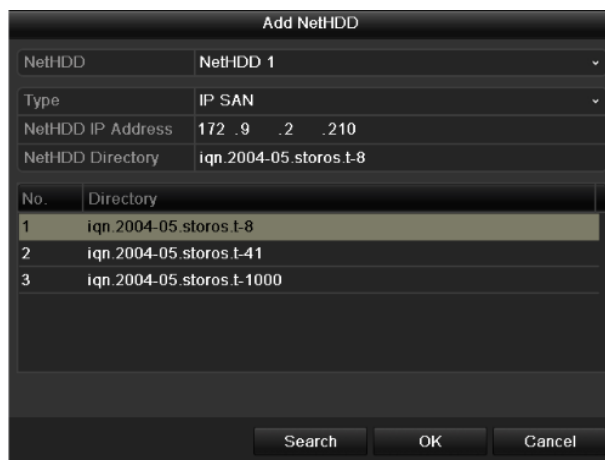 Add NetHDD
NetHDD NetHDD 1
Type IP SAN
NetHDD IP Address 172 .9 .2 .210
NetHDD Directory iqn.2004-05.storos.t-8
No. Directory
1 iqn.2004-05.storos.t-8
2 iqn.2004-05.storos.t-41
3 iqn.2004-05.storos.t-1000
Search OK Cancel